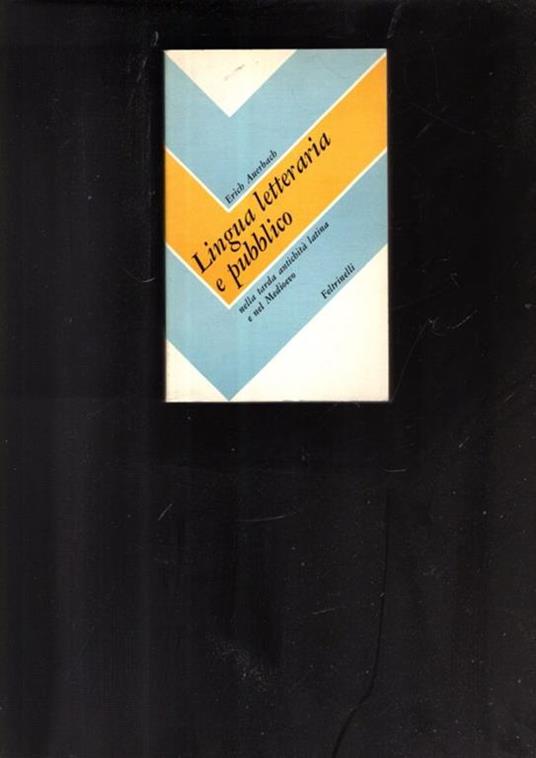 Erich Auerbach
Lingua letteraria
e pubblico
nella tarda antichità latina
e nel Medioevo
Feltrinelli